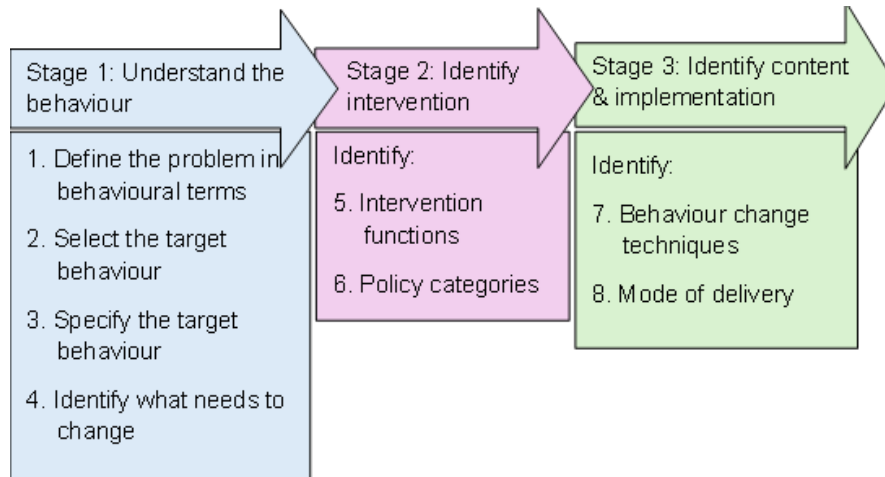 Stage 1: Understand the
behaviour
1. Define the problem in
behavioural terms
2. Select the target
behaviour
3. Specify the target
behaviour
4. Identify what needs to
change
Stage 2: Identify
intervention
Identify:
5. Intervention
functions
6. Policy categories
Stage 3: Identify content
& implementation
Identify:
7. Behaviour change
techniques
8. Mode of delivery